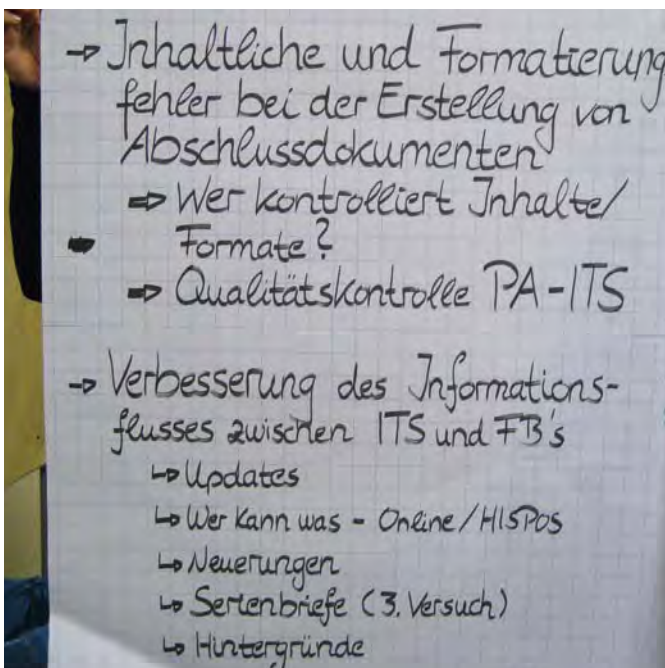 → Inhaltliche und Formatierung
fehler bei der Erstellung von
Abschlussdokumenten
⇒ Wer kontrolliert Inhalte/
Formate?
⇒ Qualitätskontrolle PA-ITS
→ Verbesserung des Informations-
flusses zwischen ITS und FB's
↳ Updates
↳ Wer kann was - Online/HISPOS
↳ Neuerungen
↳ Serienbriefe (3. Versuch)
↳ Hintergründe